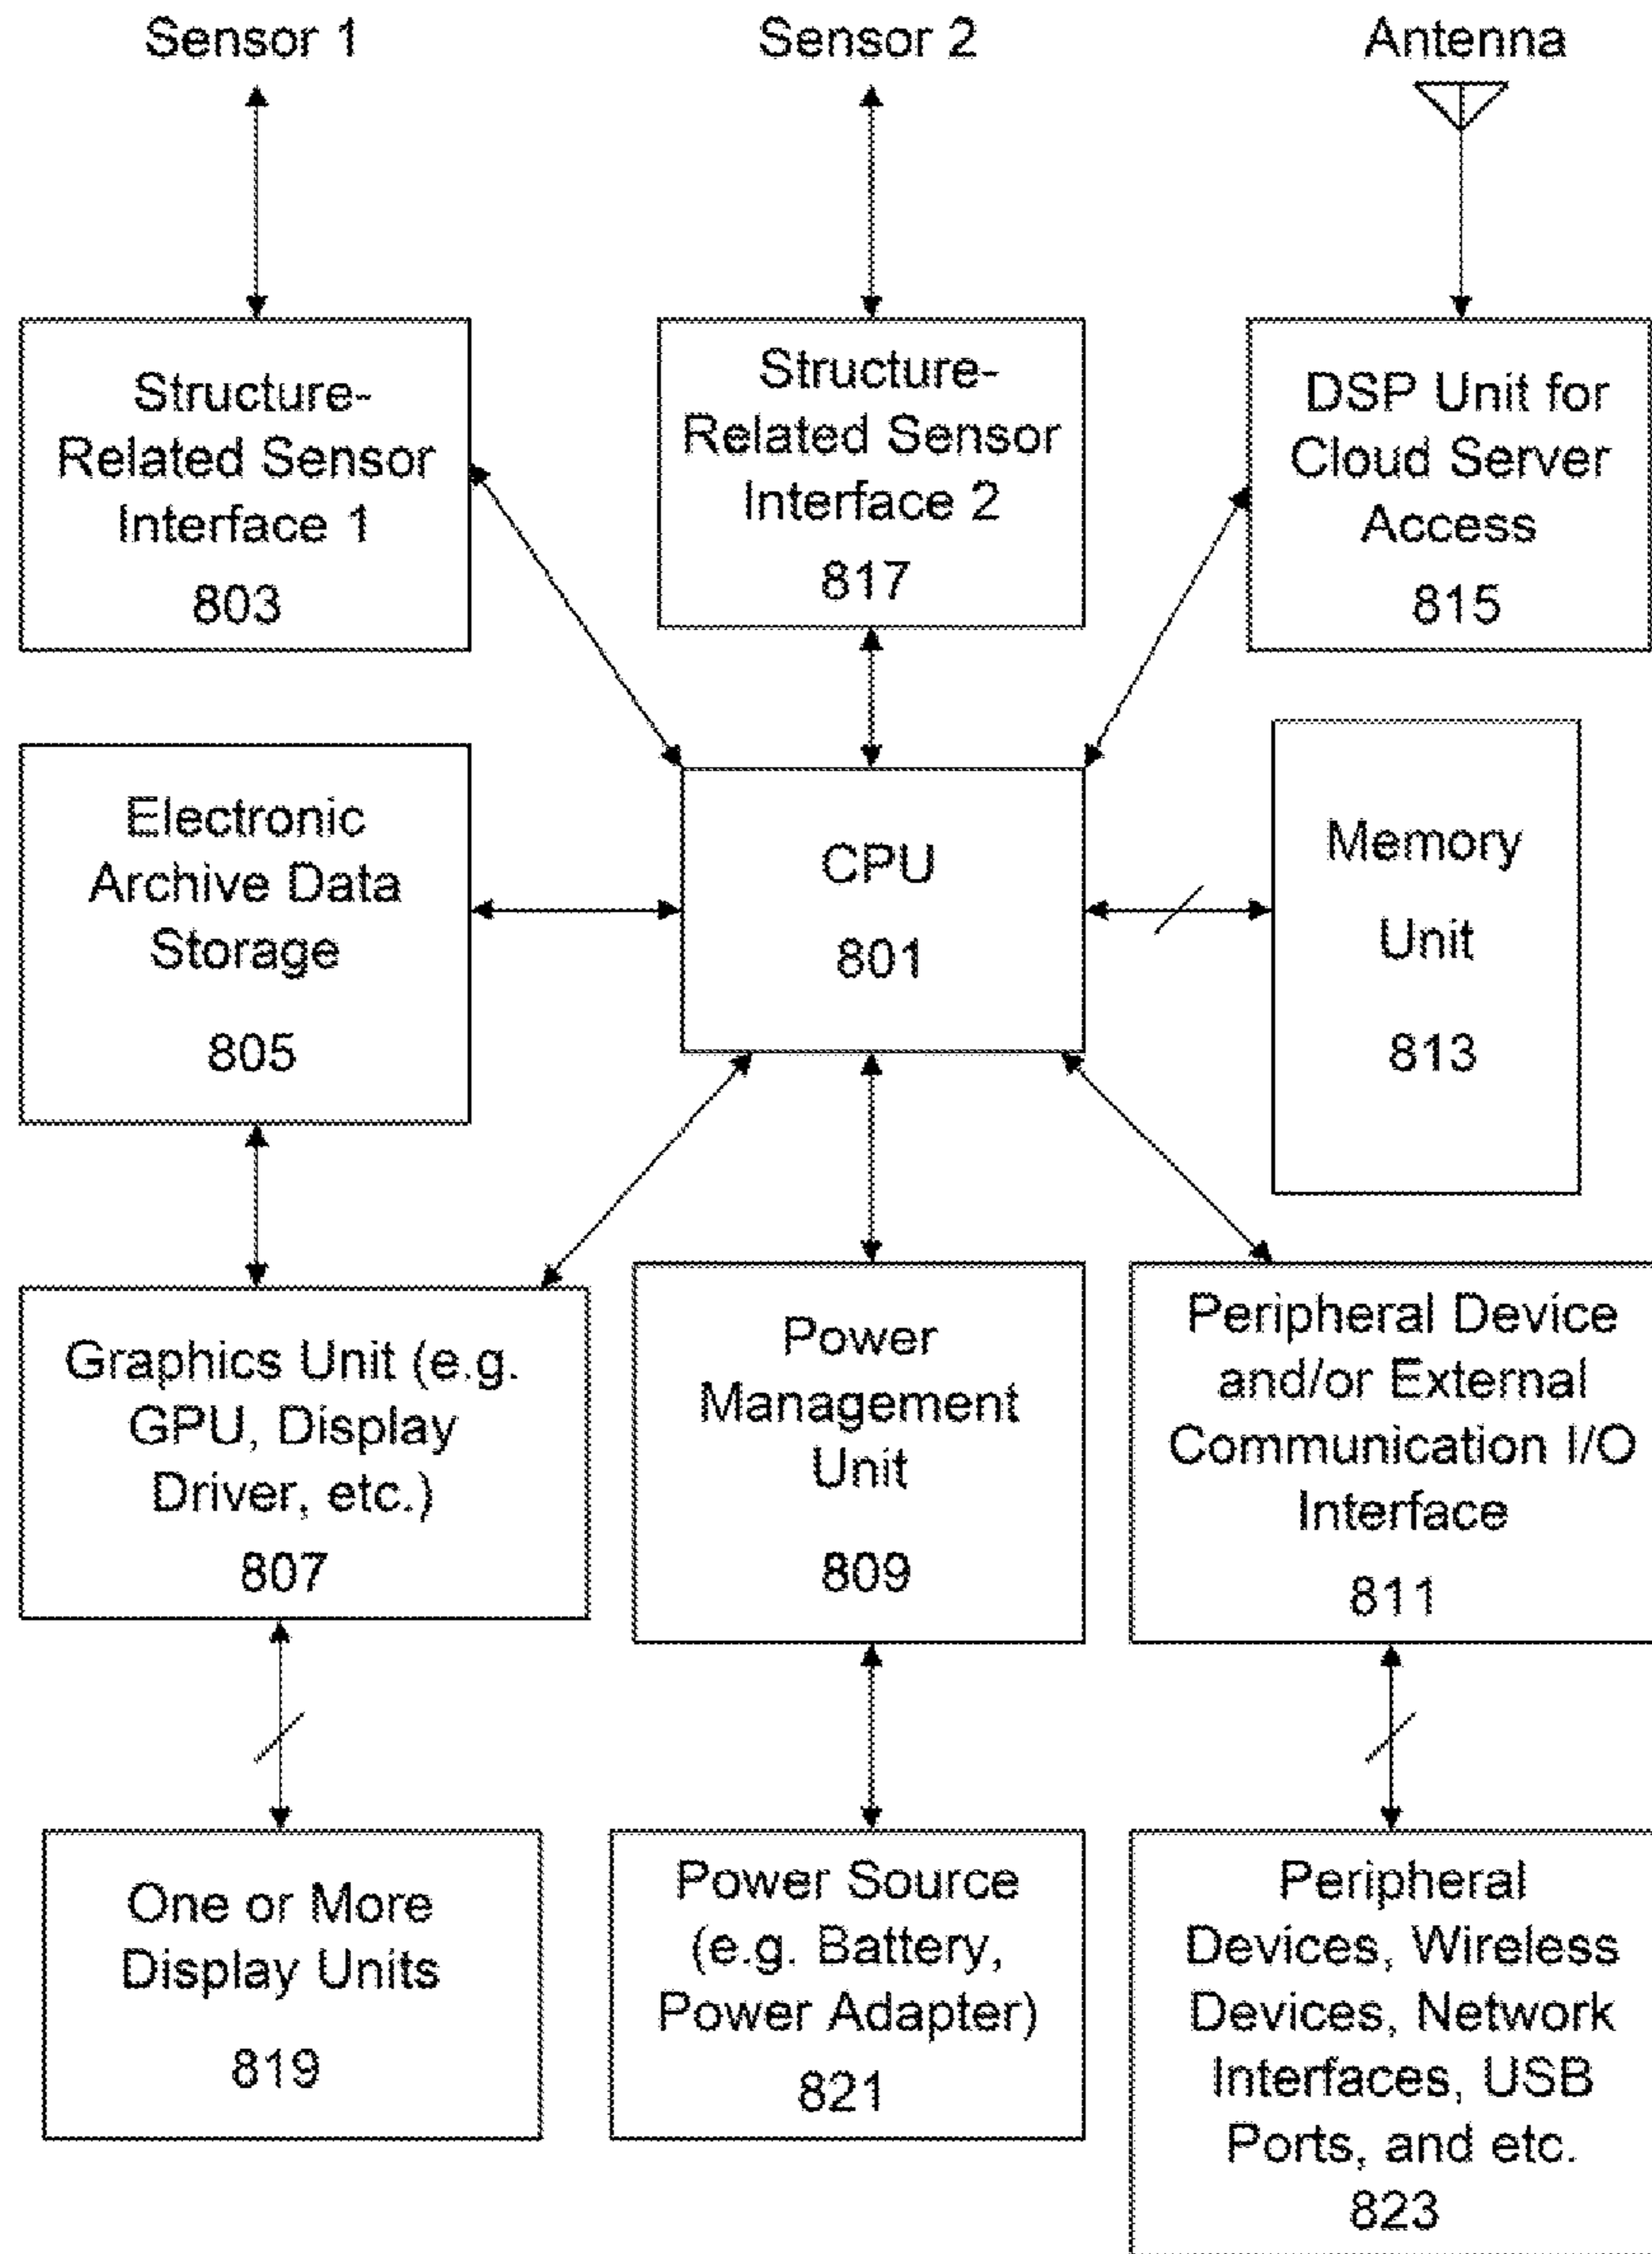 Sensor 1
Sensor 2
Antenna
Structure-
Related Sensor
Interface 1
803
Structure-
Related Sensor
Interface 2
817
DSP Unit for
Cloud Server
Access
815
Electronic
Archive Data
Storage
805
CPU
801
Memory
Unit
813
Graphics Unit (e.g.
GPU, Display
Driver, etc.)
807
Power
Management
Unit
809
Peripheral Device
and/or External
Communication I/O
Interface
811
One or More
Display Units
819
Power Source
(e.g. Battery,
Power Adapter)
821
Peripheral
Devices, Wireless
Devices, Network
Interfaces, USB
Ports, and etc.
823